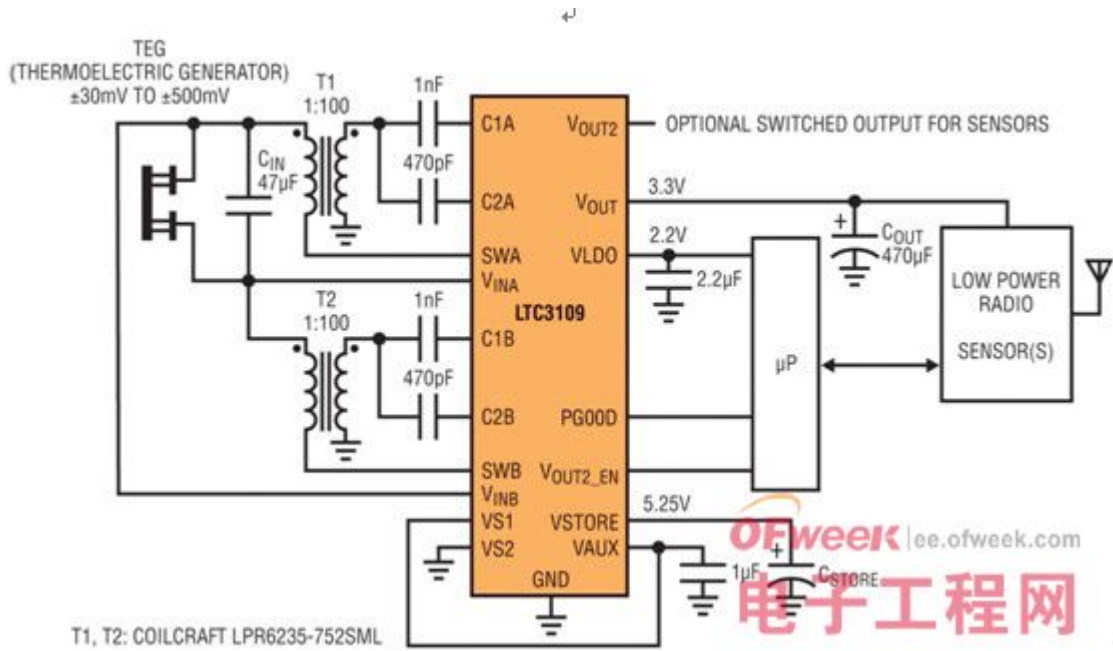 TEG
(THERMOELECTRIC GENERATOR)
±30mV TO ±500mV
T1
1:100
1nF
470pF
CIN
47µF
C1A
C2A
SWA
VINA
T2
1:100
1nF
470pF
C1B
C2B
SWB
VINB
VS1
VS2
LTC3109
GND
VOUT2
OPTIONAL SWITCHED OUTPUT FOR SENSORS
VOUT
3.3V
VLDO
2.2V
2.2µF
+
COUT
470µF
LOW POWER
RADIO
SENSOR(S)
µP
PG00D
VOUT2_EN
VSTORE
5.25V
VAUX
1µF
+
CSTORE
OFweek ee.ofweek.com
电子工程网
T1, T2: COILCRAFT LPR6235-752SML